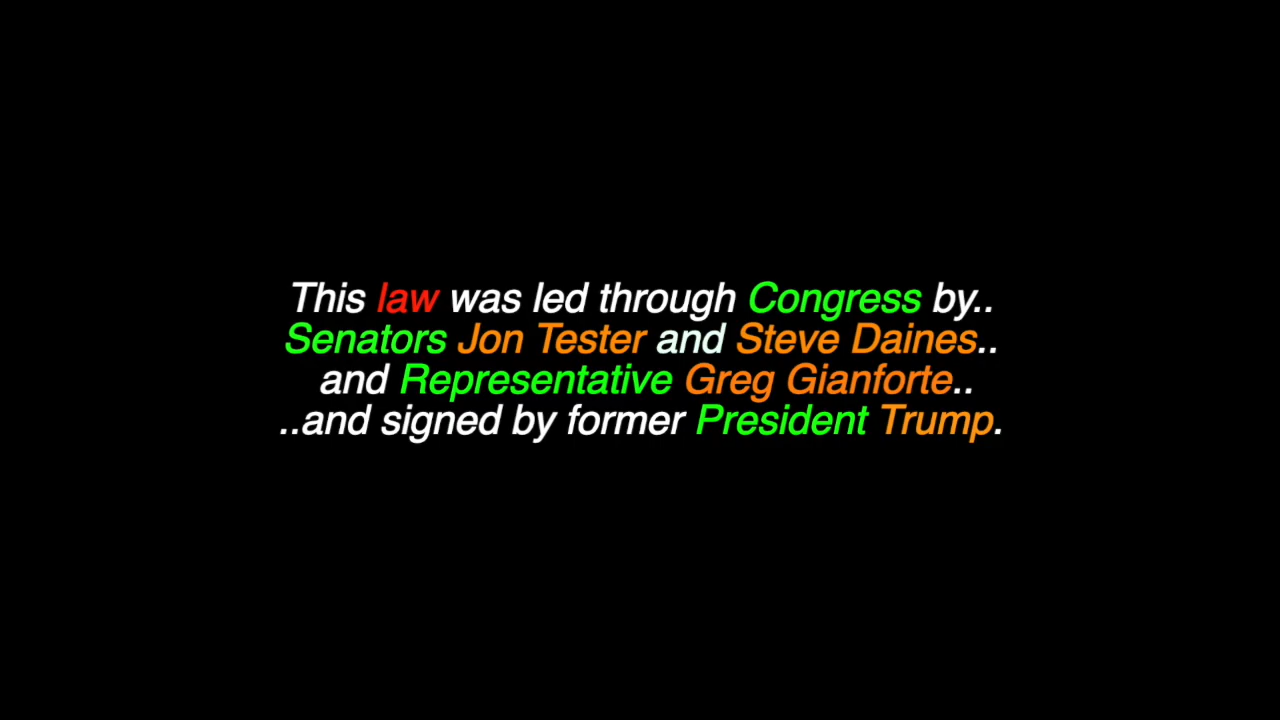 This law was led through Congress by..
Senators Jon Tester and Steve Daines..
and Representative Greg Gianforte..
..and signed by former President Trump.